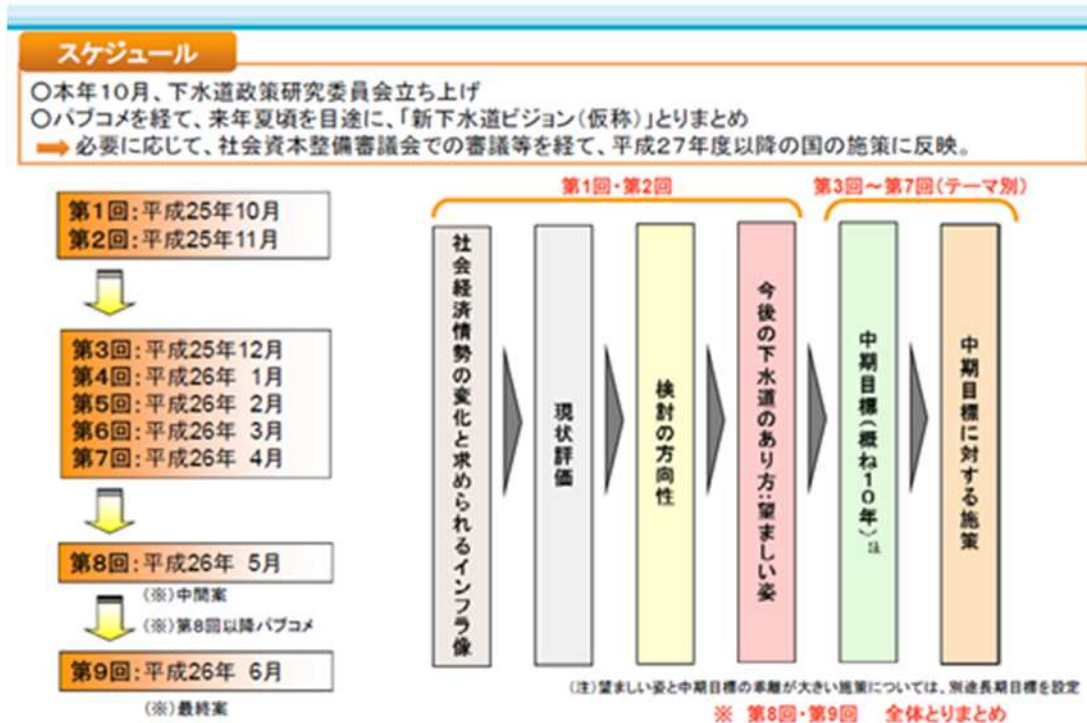 スケジュール
○本年10月、下水道政策研究委員会立ち上げ
○パブコメを経て、来年夏頃を目途に、「新下水道ビジョン(仮称)」とりまとめ
必要に応じて、社会資本整備審議会での審議等を経て、平成27年度以降の国の施策に反映。
第1回:平成25年10月
第2回:平成25年11月
第3回:平成25年12月
第4回:平成26年 1月
第5回:平成26年 2月
第6回:平成26年 3月
第7回:平成26年 4月
第8回:平成26年 5月
(※)中間案
(※)第8回以降パブコメ
第9回:平成26年 6月
(※)最終案
第1回・第2回
第3回~第7回(テーマ別)
社会経済情勢の変化と求められるインフラ像
現状評価
検討の方向性
今後の下水道のあり方:望ましい姿
中期目標(概ね10年)注
中期目標に対する施策
(注)望ましい姿と中期目標の乖離が大きい施策については、別途長期目標を設定
※ 第8回・第9回 全体とりまとめ